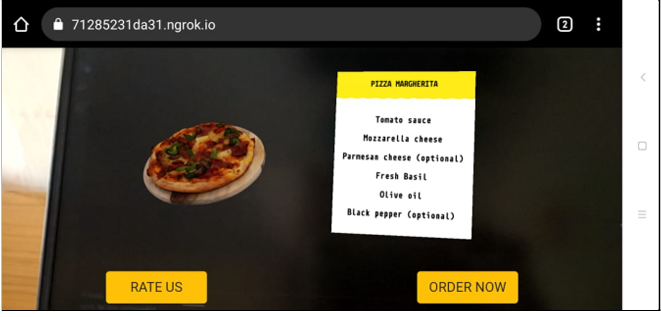 71285231da31.ngrok.io
2
PIZZA MARGHERITA
Tomato sauce
Mozzarella cheese
Parmesan cheese (optional)
Fresh Basil
Olive oil
Black pepper (optional)
RATE US
ORDER NOW